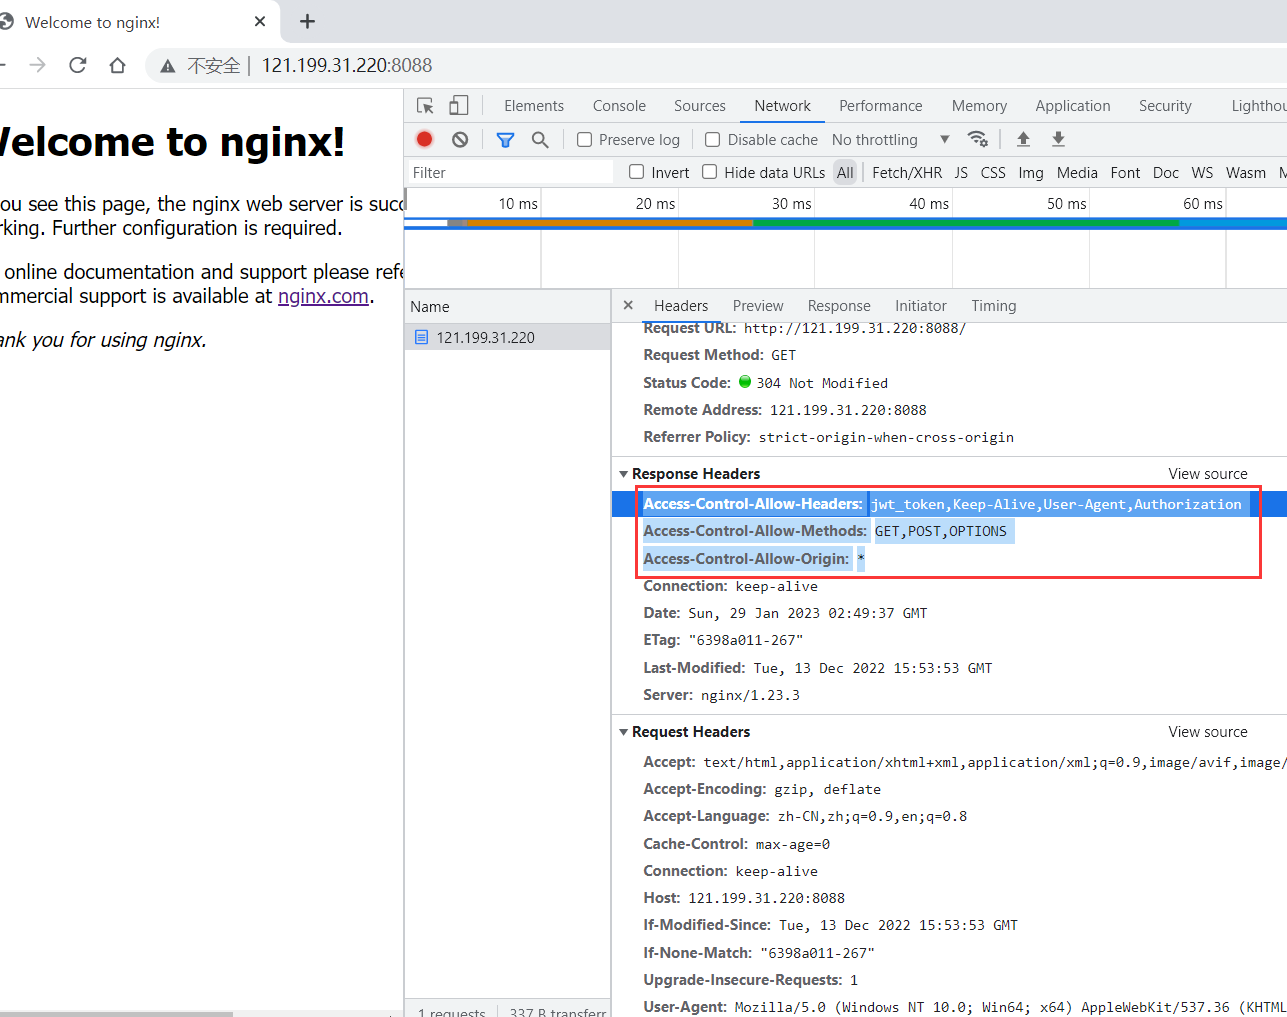 Welcome to nginx!
不安全 121.199.31.220:8088
Welcome to nginx!
you see this page, the nginx web server is succ
rking. Further configuration is required.
online documentation and support please refe
mmercial support is available at nginx.com.
ank you for using nginx.
Elements Console Sources Network Performance Memory Application Security Lighthou
Preserve log Disable cache No throttling
Filter Invert Hide data URLs All Fetch/XHR JS CSS Img Media Font Doc WS Wasm M
10 ms 20 ms 30 ms 40 ms 50 ms 60 ms
Name
121.199.31.220
Headers Preview Response Initiator Timing
Request URL: http://121.199.31.220:8088/
Request Method: GET
Status Code: 304 Not Modified
Remote Address: 121.199.31.220:8088
Referrer Policy: strict-origin-when-cross-origin
Response Headers View source
Access-Control-Allow-Headers: jwt_token,Keep-Alive,User-Agent,Authorization
Access-Control-Allow-Methods: GET,POST,OPTIONS
Access-Control-Allow-Origin: *
Connection: keep-alive
Date: Sun, 29 Jan 2023 02:49:37 GMT
ETag: "6398a011-267"
Last-Modified: Tue, 13 Dec 2022 15:53:53 GMT
Server: nginx/1.23.3
Request Headers View source
Accept: text/html,application/xhtml+xml,application/xml;q=0.9,image/avif,image/
Accept-Encoding: gzip, deflate
Accept-Language: zh-CN,zh;q=0.9,en;q=0.8
Cache-Control: max-age=0
Connection: keep-alive
Host: 121.199.31.220:8088
If-Modified-Since: Tue, 13 Dec 2022 15:53:53 GMT
If-None-Match: "6398a011-267"
Upgrade-Insecure-Requests: 1
User-Agent: Mozilla/5.0 (Windows NT 10.0; Win64; x64) AppleWebKit/537.36 (KHTML
1 requests 337 B transferr